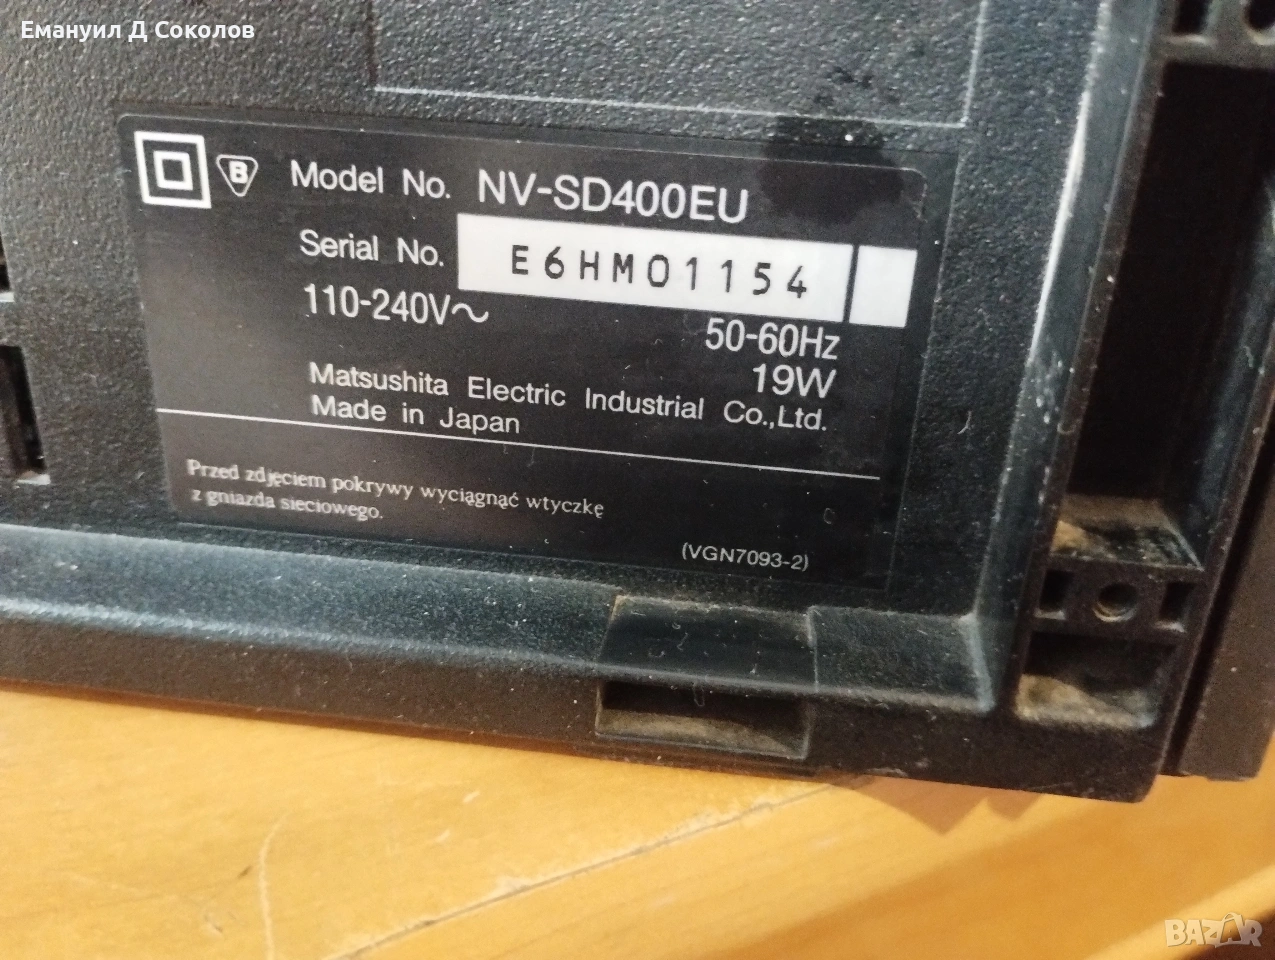 Емануил Д Соколов
B Model No. NV-SD400EU
Serial No. E6HM01154
110-240V~ 50-60Hz
19W
Matsushita Electric Industrial Co.,Ltd.
Made in Japan
Przed zdjęciem pokrywy wyciągnąć wtyczkę
z gniazda sieciowego.
(VGN7093-2)
BAZAR